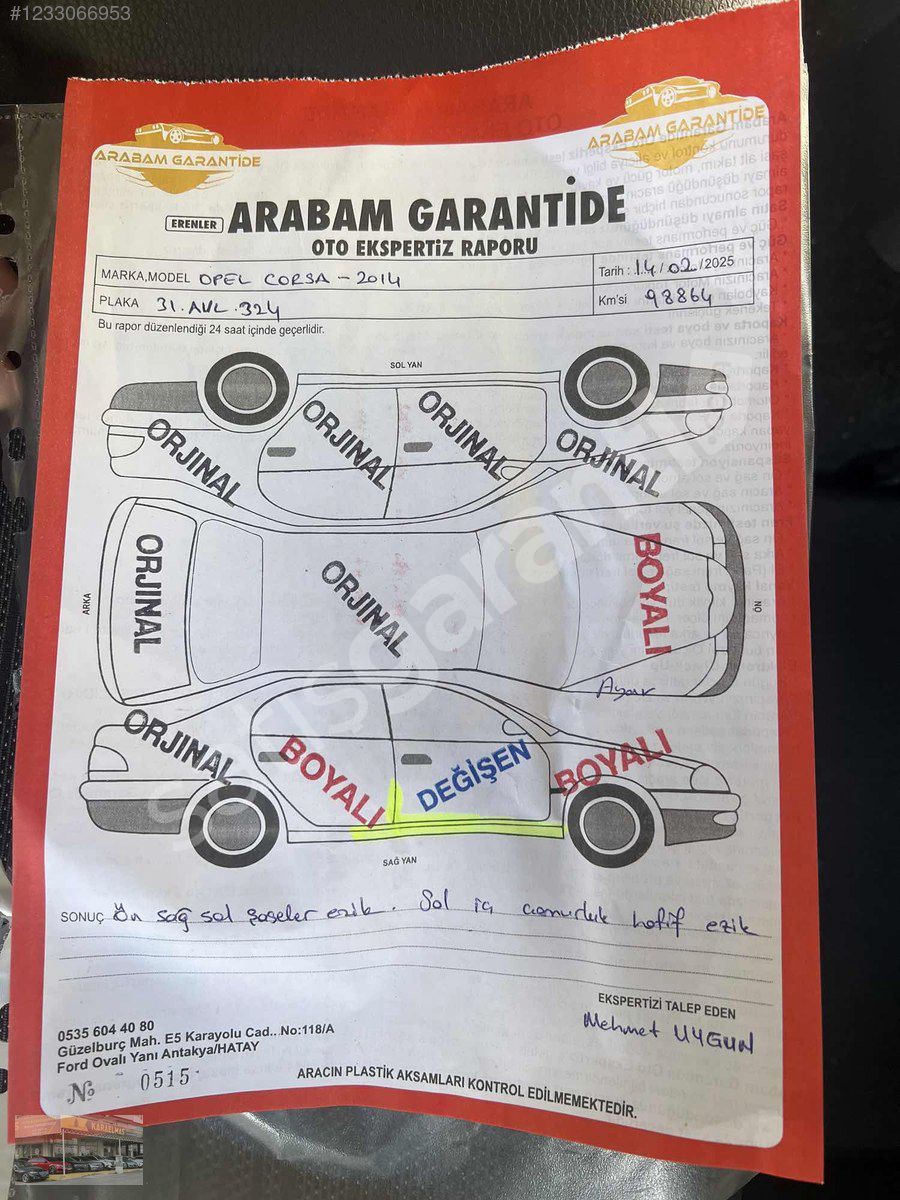 #1233066953
ARABAM GARANTİDE
ARABAM GARANTİDE
ERENLER ARABAM GARANTİDE
OTO EKSPERTİZ RAPORU
MARKA,MODEL OPEL CORSA - 2014
Tarih : 14/02/2025
PLAKA 31.AVL.324
Km'si 98864
Bu rapor düzenlendiği 24 saat içinde geçerlidir.
SOL YAN
ORJINAL
ORJINAL
ORJINAL
ORJINAL
ARKA
ORJINAL
ORJINAL
BOYALI
ÖN
Ayar
sarısgarantila
ORJINAL
BOYALI
DEĞİŞEN
BOYALI
SAĞ YAN
SONUÇ Ön sağ sol şaseler ezik. Sol iç çamurluk hafif ezik
EKSPERTİZİ TALEP EDEN
Mehmet UYGUN
0535 604 40 80
Güzelburç Mah. E5 Karayolu Cad.. No:118/A
Ford Ovalı Yanı Antakya/HATAY
№ 0515
ARACIN PLASTİK AKSAMLARI KONTROL EDİLMEMEKTEDİR.
KARAELMAS